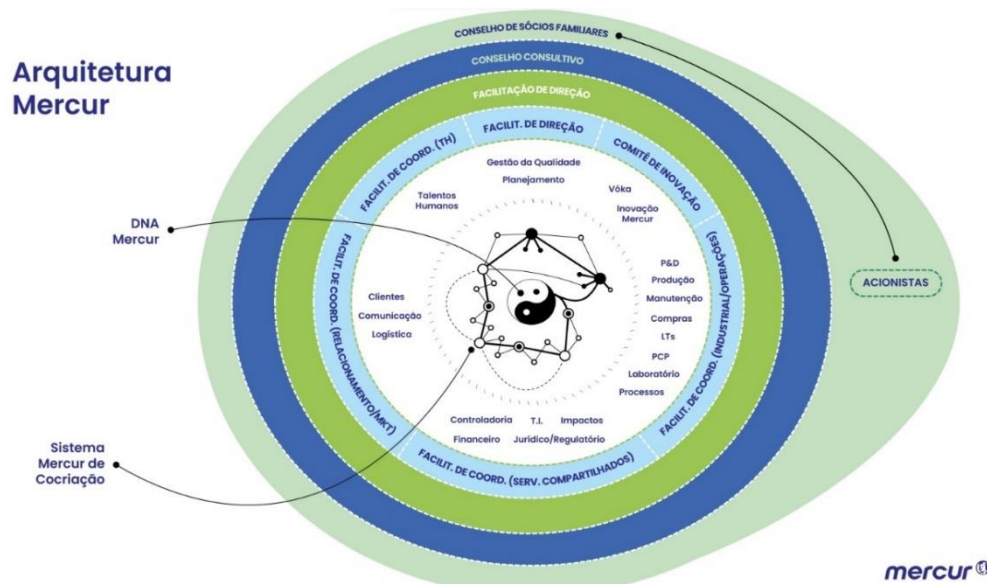 Arquitetura
Mercur
CONSELHO DE SÓCIOS FAMILIARES
CONSELHO CONSULTIVO
FACILITAÇÃO DE DIREÇÃO
FACILIT. DE COORD. (TH)
FACILIT. DE DIREÇÃO
COMITÊ DE INOVAÇÃO
Gestão da Qualidade
Planejamento
Talentos
Humanos
Vóka
Inovação
Mercur
DNA
Mercur
FACILIT. DE COORD. (RELACIONAMENTO/MKT)
Clientes
Comunicação
Logística
P&D
Produção
Manutenção
Compras
I.Ts
PCP
Laboratório
Processos
FACILIT. DE COORD. (INDUSTRIAL/OPERAÇÕES)
ACIONISTAS
Controladoria
T.I.
Impactos
Financeiro
Jurídico/Regulatório
FACILIT. DE COORD. (SERV. COMPARTILHADOS)
Sistema
Mercur de
Cocriação
mercur